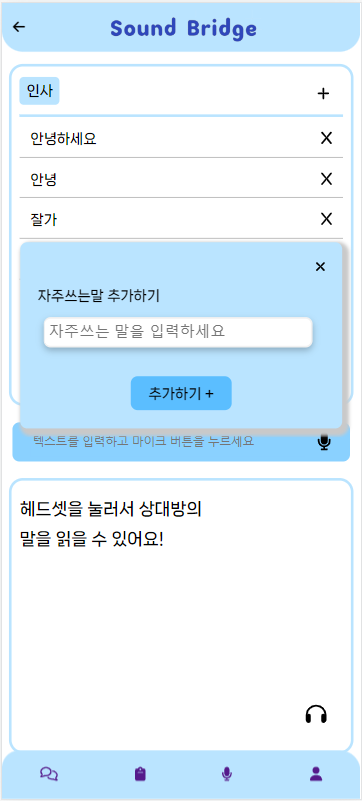 Sound Bridge
인사
안녕하세요
안녕
잘가
자주쓰는말 추가하기
자주쓰는 말을 입력하세요
추가하기 +
텍스트를 입력하고 마이크 버튼을 누르세요
헤드셋을 눌러서 상대방의
말을 읽을 수 있어요!